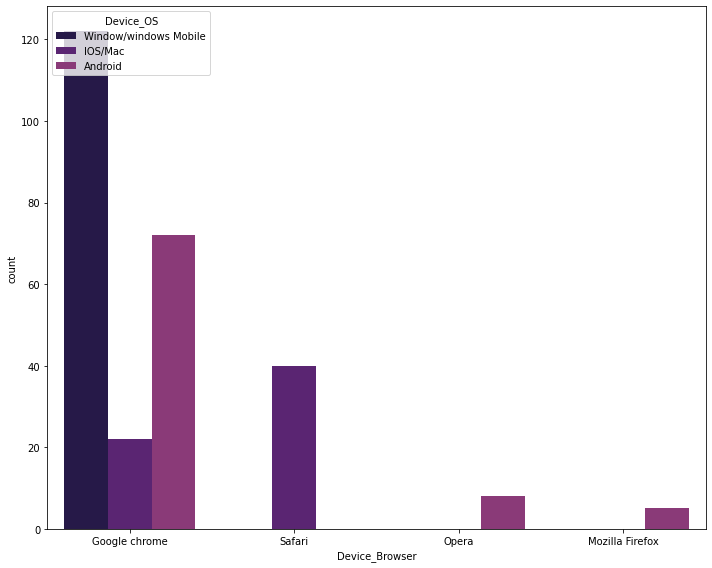 Device_OS
Window/windows Mobile
IOS/Mac
Android
120
100
80
60
40
20
0
count
Google chrome
Safari
Opera
Mozilla Firefox
Device_Browser